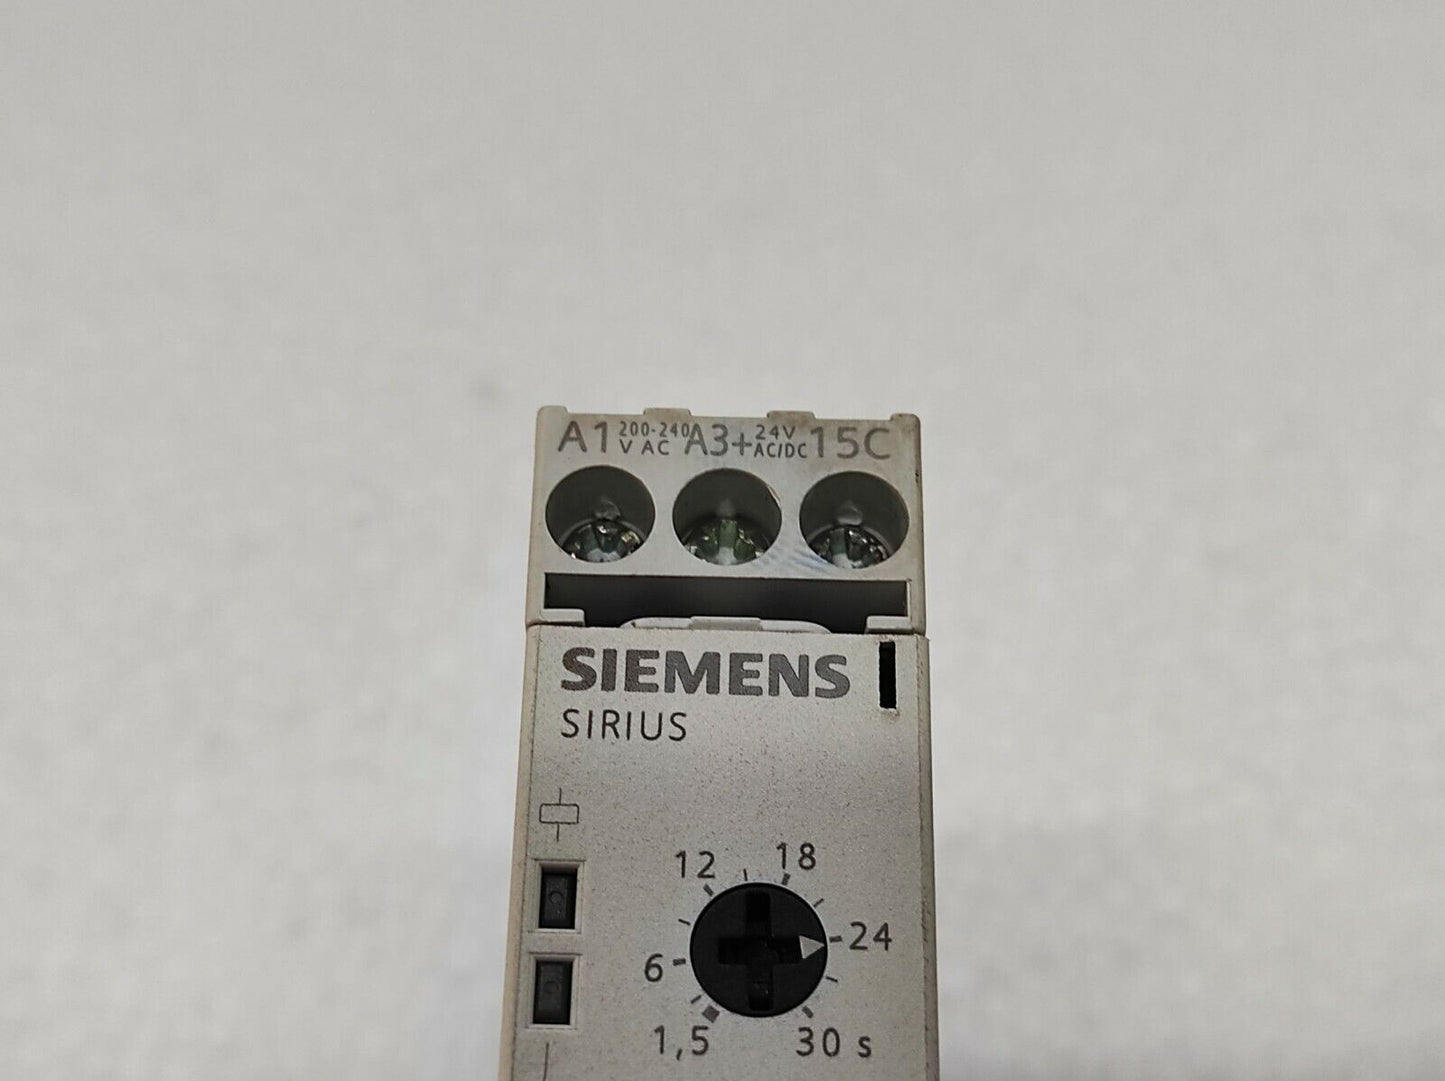 A1 200-240 V AC A3+ 24V AC/DC 15C
SIEMENS
SIRIUS
12 18
6 24
1,5 30 s